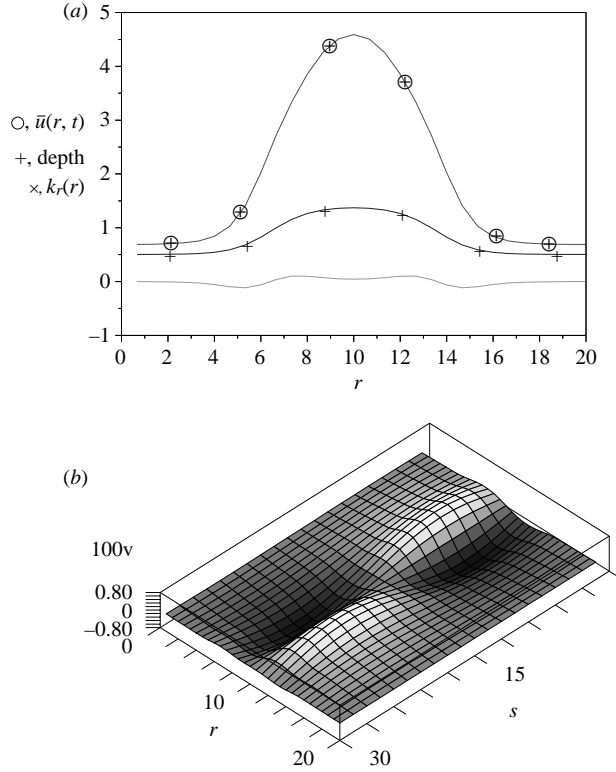 (a)
5
4
3
2
1
0
−1
○, ū(r, t)
+, depth
×, kᵣ(r)
0 2 4 6 8 10 12 14 16 18 20
r
(b)
100v
0.80
0
−0.80
0
10
20
r
15
30
s